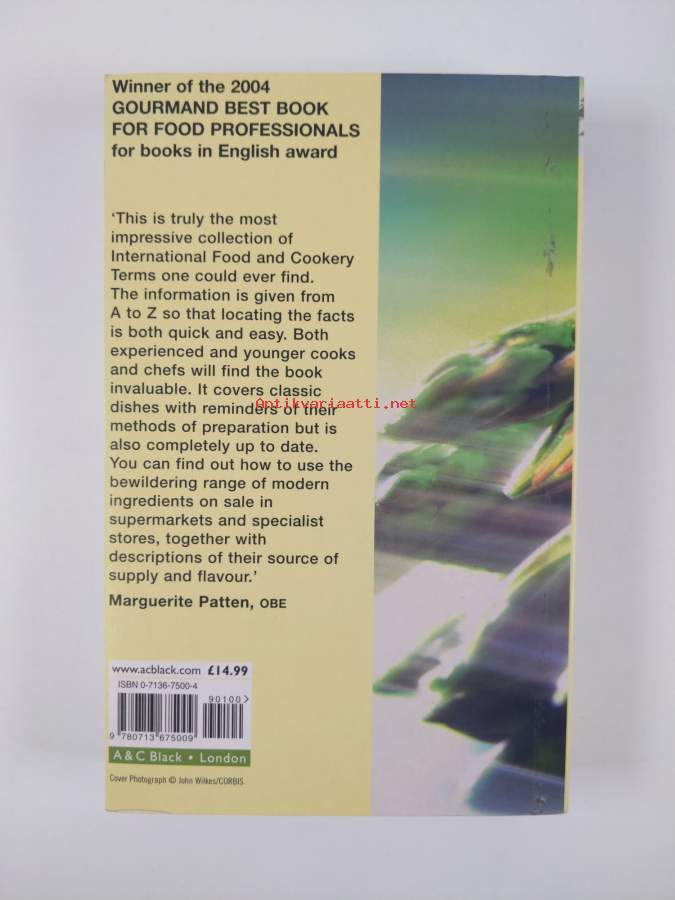 Winner of the 2004
GOURMAND BEST BOOK
FOR FOOD PROFESSIONALS
for books in English award
‘This is truly the most
impressive collection of
International Food and Cookery
Terms one could ever find.
The information is given from
A to Z so that locating the facts
is both quick and easy. Both
experienced and younger cooks
and chefs will find the book
invaluable. It covers classic
dishes with reminders of their
methods of preparation but is
also completely up to date.
You can find out how to use the
bewildering range of modern
ingredients on sale in
supermarkets and specialist
stores, together with
descriptions of their source of
supply and flavour.’
Marguerite Patten, OBE
Antikvariaatti.net
www.acblack.com £14.99
ISBN 0-7136-7500-4
90100>
9 780713 675009
A & C Black • London
Cover Photograph © John Wilkes/CORBIS